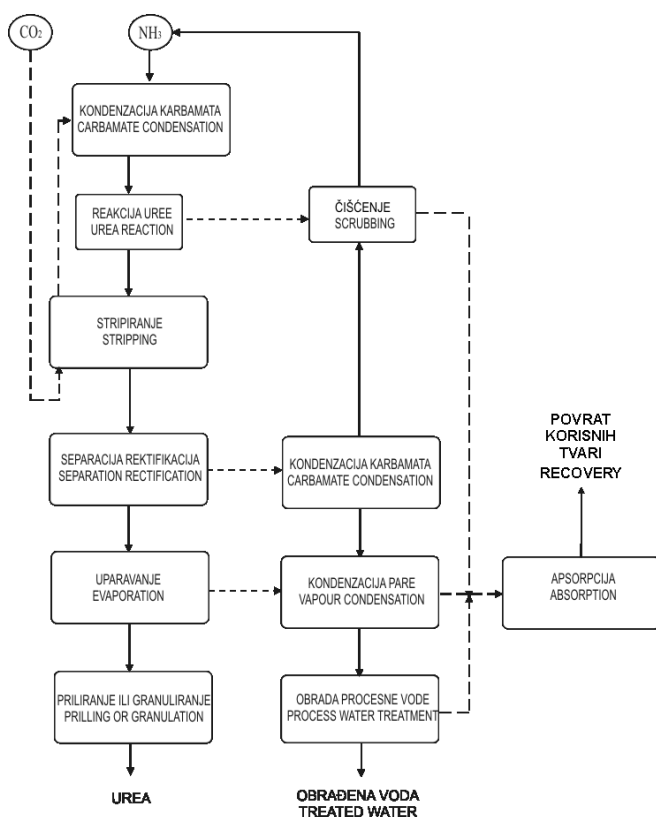 CO₂
NH₃
KONDENZACIJA KARBAMATA
CARBAMATE CONDENSATION
REAKCIJA UREE
UREA REACTION
ČIŠĆENJE
SCRUBBING
STRIPIRANJE
STRIPPING
POVRAT
KORISNIH
TVARI
RECOVERY
SEPARACIJA REKTIFIKACIJA
SEPARATION RECTIFICATION
KONDENZACIJA KARBAMATA
CARBAMATE CONDENSATION
UPARAVANJE
EVAPORATION
KONDENZACIJA PARE
VAPOUR CONDENSATION
APSORPCIJA
ABSORPTION
PRILIRANJE ILI GRANULIRANJE
PRILLING OR GRANULATION
OBRADA PROCESNE VODE
PROCESS WATER TREATMENT
UREA
OBRAĐENA VODA
TREATED WATER